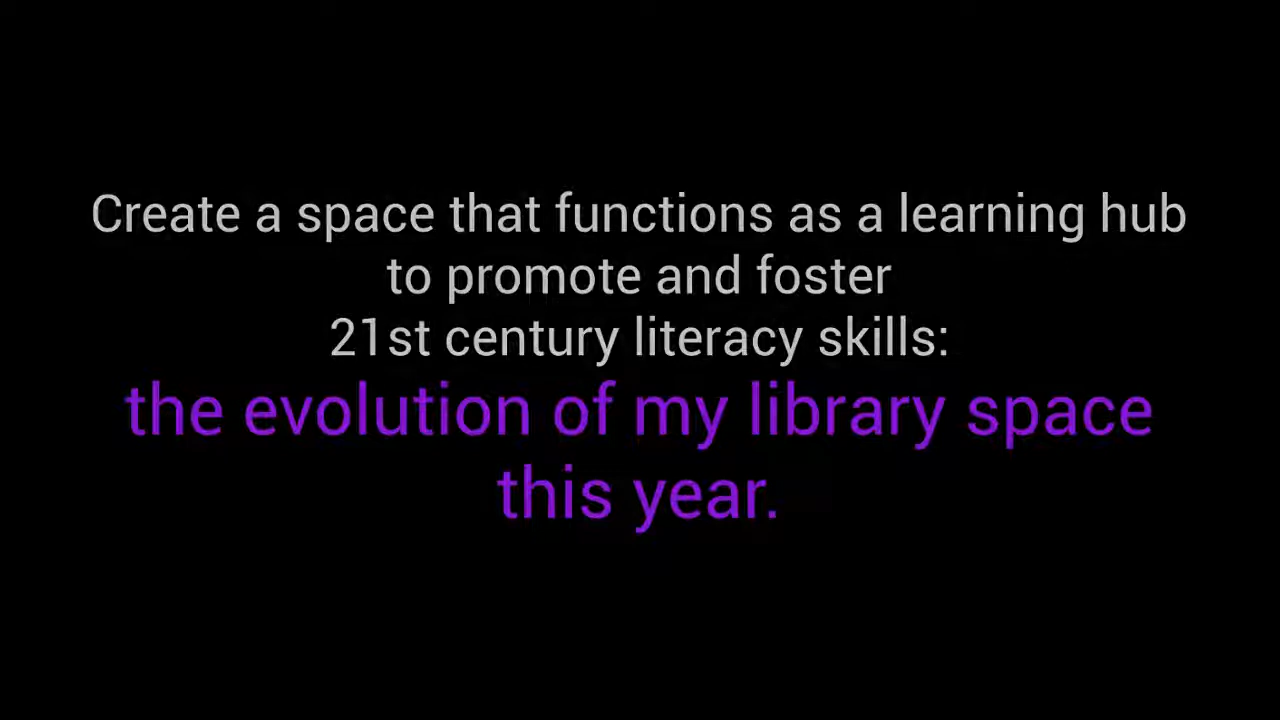 Create a space that functions as a learning hub
to promote and foster
21st century literacy skills:
the evolution of my library space
this year.